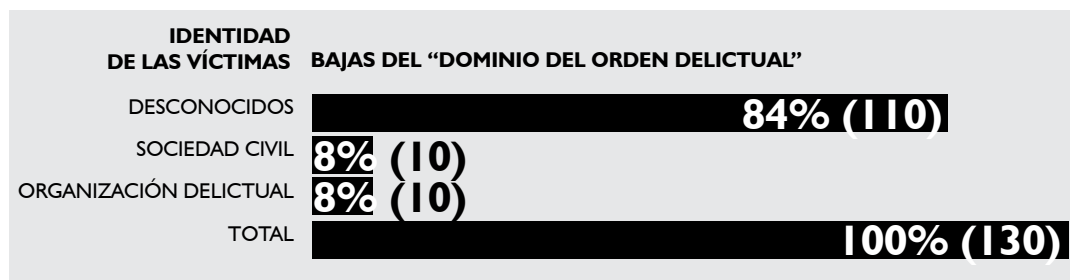 IDENTIDAD
DE LAS VÍCTIMAS BAJAS DEL “DOMINIO DEL ORDEN DELICTUAL”
DESCONOCIDOS 84% (110)
SOCIEDAD CIVIL 8% (10)
ORGANIZACIÓN DELICTUAL 8% (10)
TOTAL 100% (130)